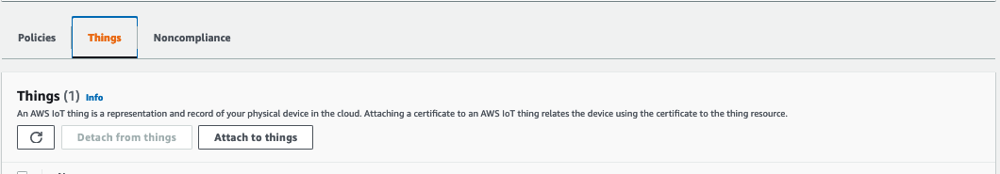 Policies Things Noncompliance
Things (1) Info
An AWS IoT thing is a representation and record of your physical device in the cloud. Attaching a certificate to an AWS IoT thing relates the device using the certificate to the thing resource.
Detach from things Attach to things